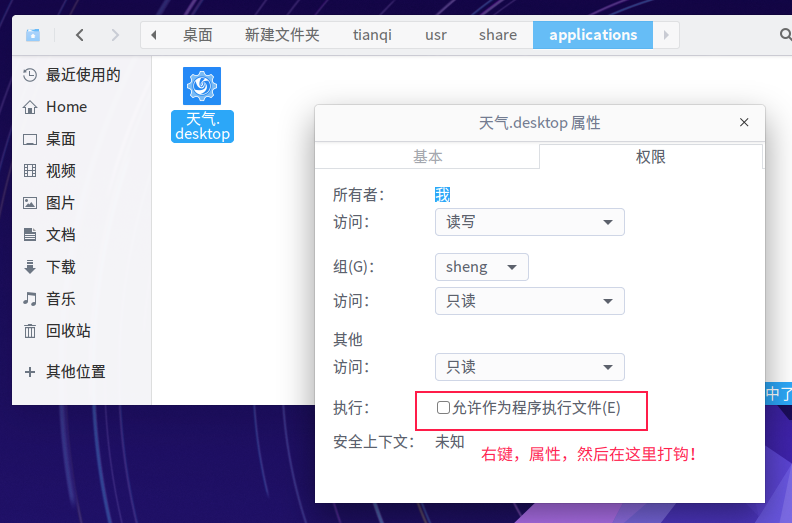 桌面 新建文件夹 tianqi usr share applications
最近使用的
Home
桌面
视频
图片
文档
下载
音乐
回收站
其他位置
天气.
desktop
天气.desktop 属性
基本 权限
所有者: 我
访问: 读写
组(G): sheng
访问: 只读
其他
访问: 只读
执行: 允许作为程序执行文件(E)
安全上下文: 未知
右键，属性，然后在这里打钩！
中了